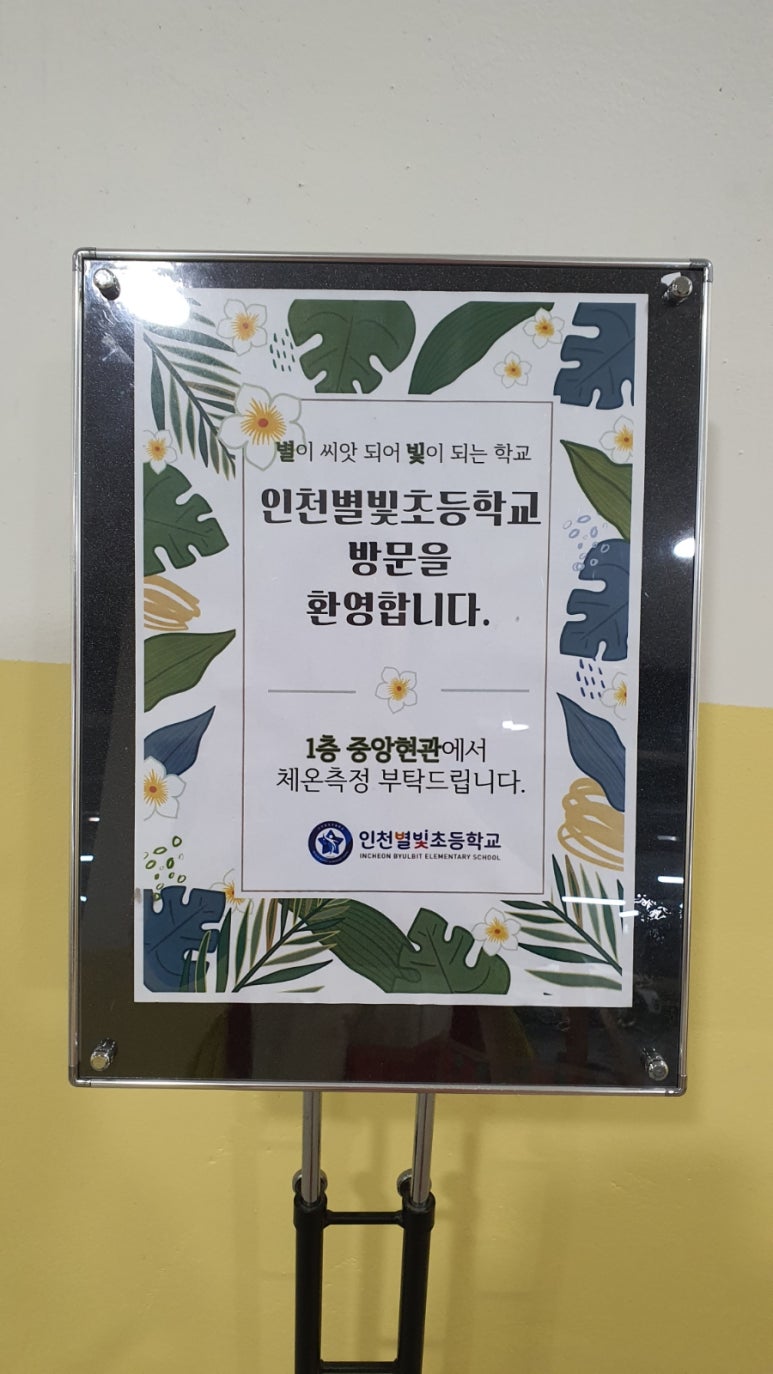 별이 씨앗 되어 빛이 되는 학교
인천별빛초등학교
방문을
환영합니다.
1층 중앙현관에서
체온측정 부탁드립니다.
인천별빛초등학교
INCHEON BYULBIT ELEMENTARY SCHOOL